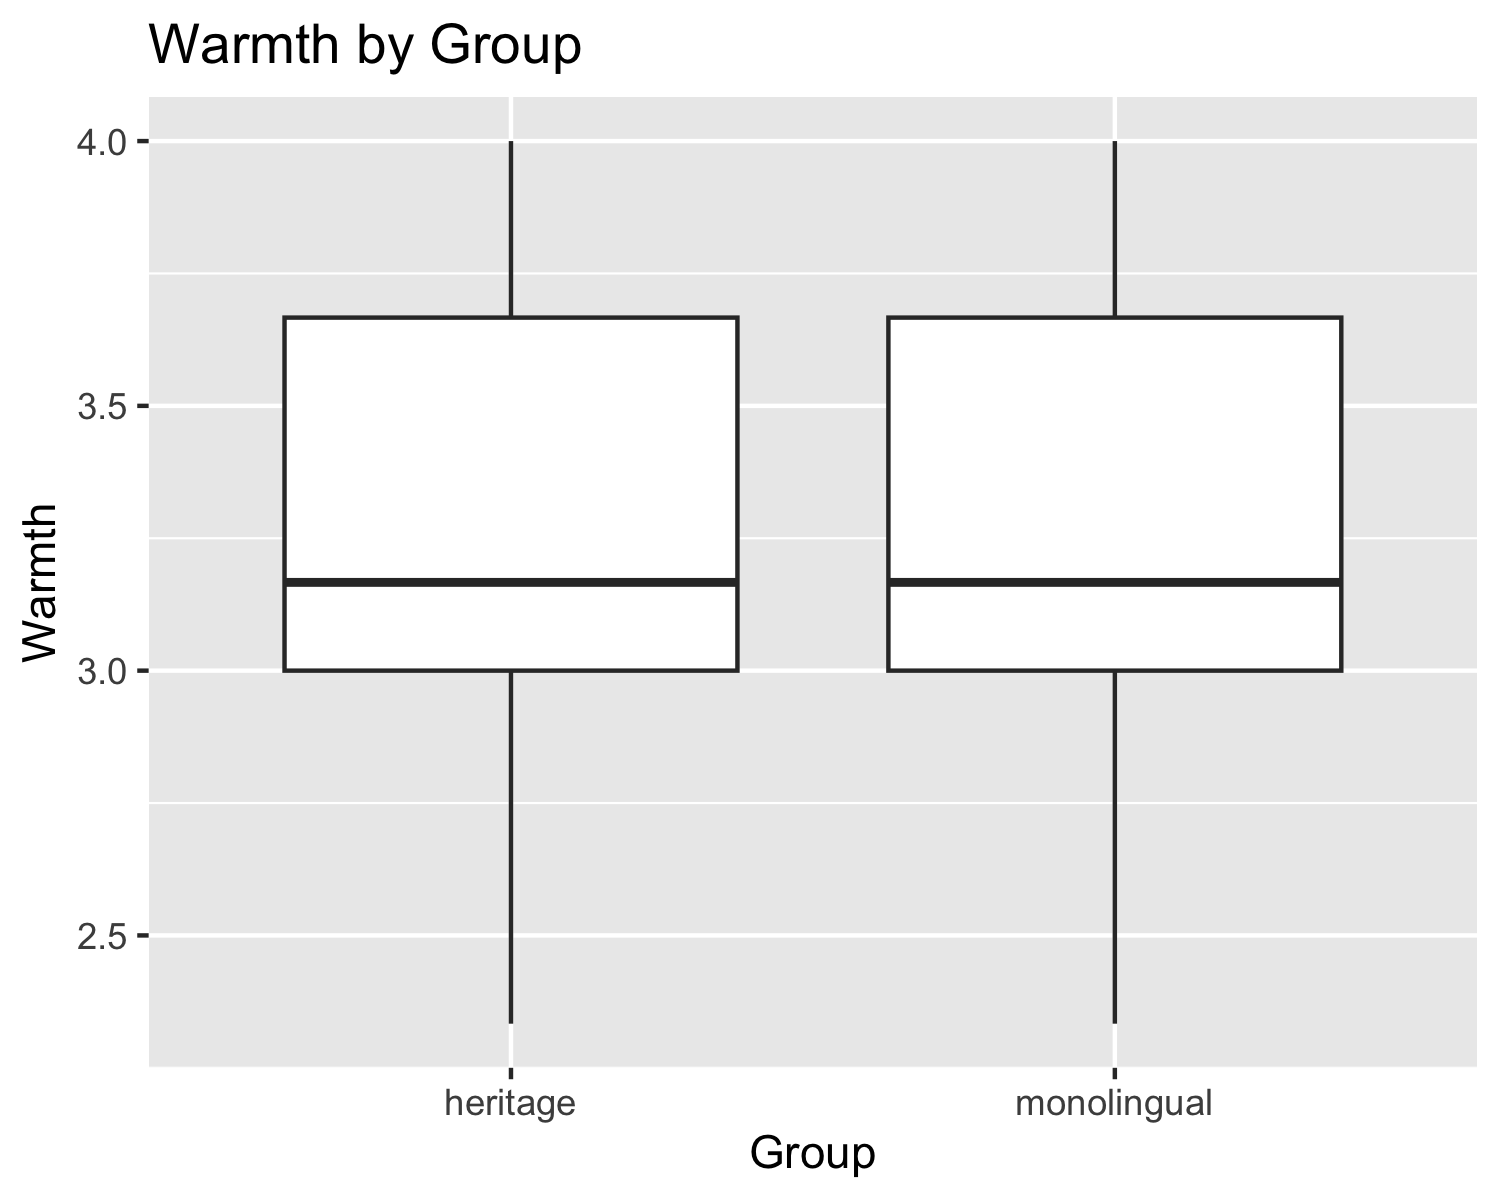 Warmth by Group
4.0
3.5
3.0
2.5
Warmth
heritage
monolingual
Group